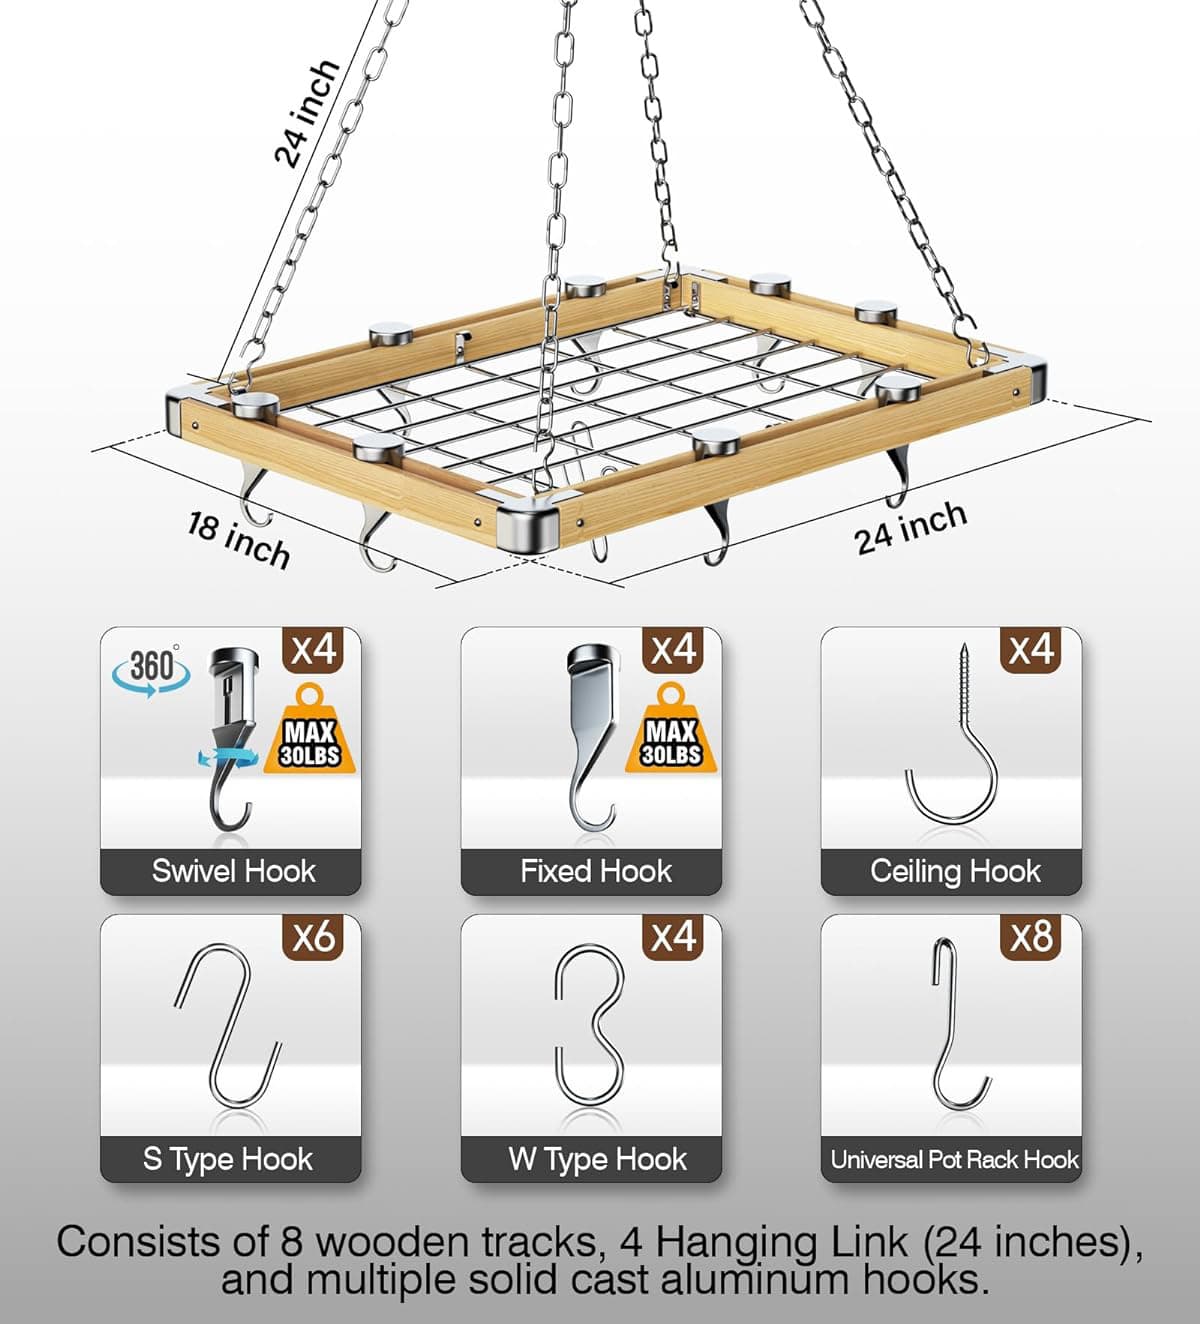 24 inch
18 inch
24 inch
360°
X4
MAX
30LBS
Swivel Hook
X4
MAX
30LBS
Fixed Hook
X4
Ceiling Hook
X6
S Type Hook
X4
W Type Hook
X8
Universal Pot Rack Hook
Consists of 8 wooden tracks, 4 Hanging Link (24 inches),
and multiple solid cast aluminum hooks.